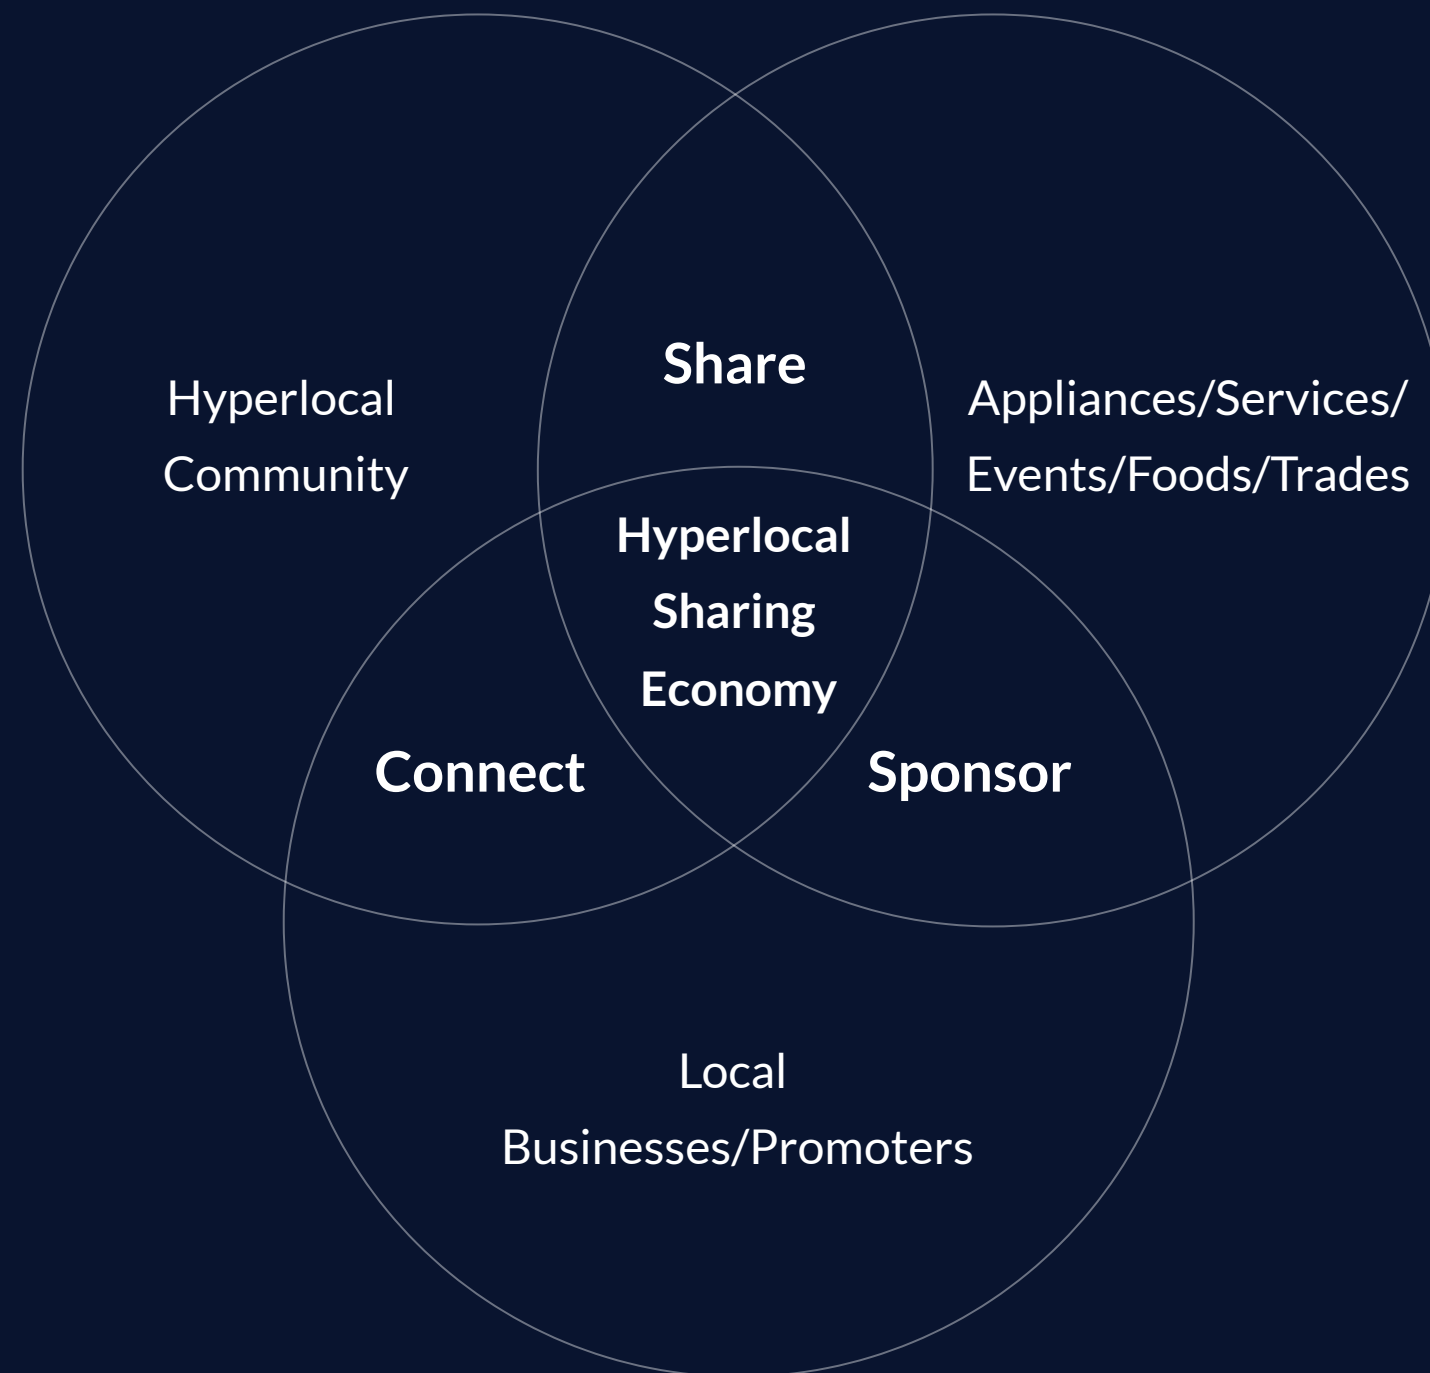 Share
Hyperlocal
Community
Appliances/Services/
Events/Foods/Trades
Hyperlocal
Sharing
Economy
Connect
Sponsor
Local
Businesses/Promoters